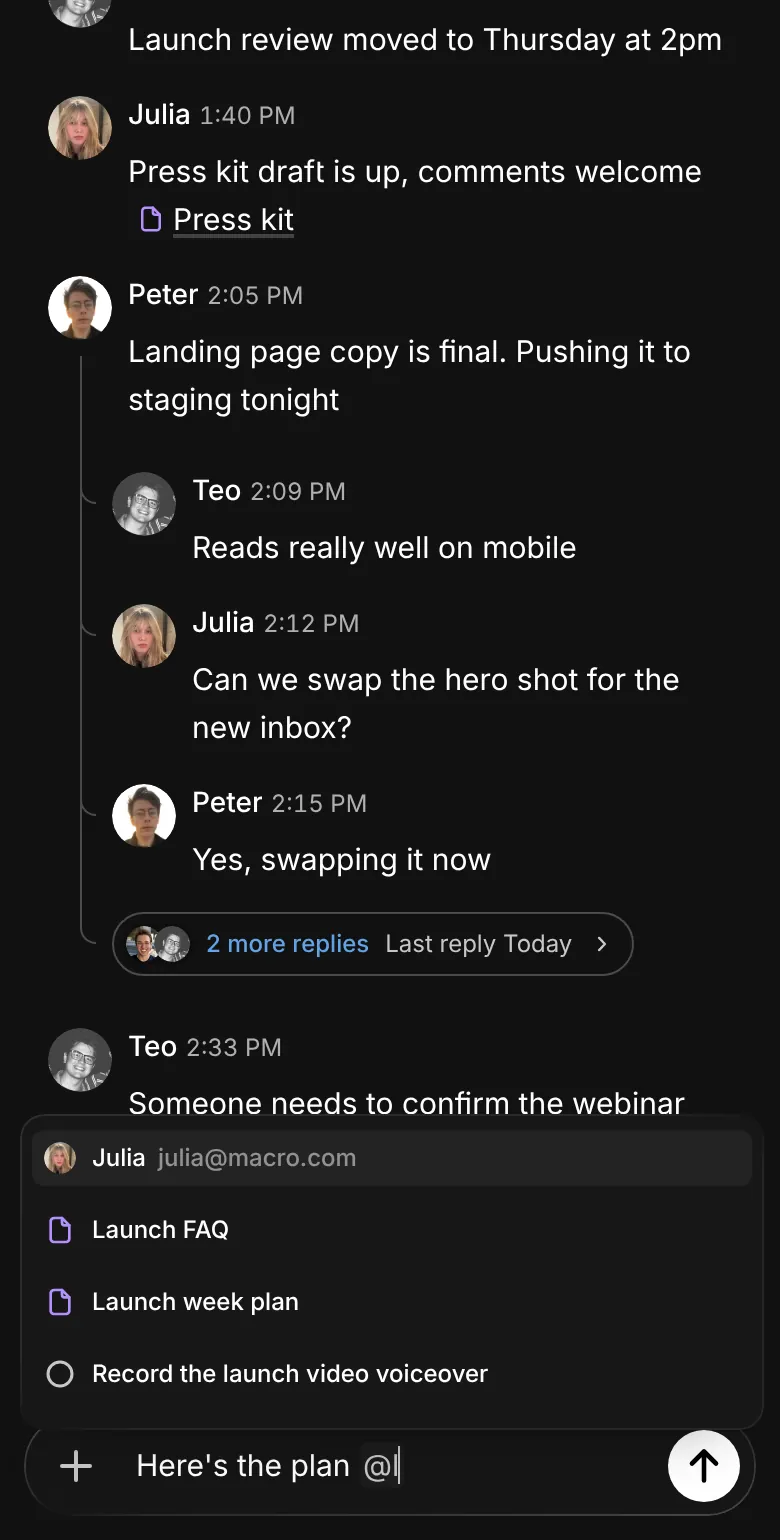 Launch review moved to Thursday at 2pm
Julia 1:40 PM
Press kit draft is up, comments welcome
Press kit
Peter 2:05 PM
Landing page copy is final. Pushing it to
staging tonight
Teo 2:09 PM
Reads really well on mobile
Julia 2:12 PM
Can we swap the hero shot for the
new inbox?
Peter 2:15 PM
Yes, swapping it now
2 more replies Last reply Today
Teo 2:33 PM
Someone needs to confirm the webinar
Julia julia@macro.com
Launch FAQ
Launch week plan
Record the launch video voiceover
Here's the plan @l